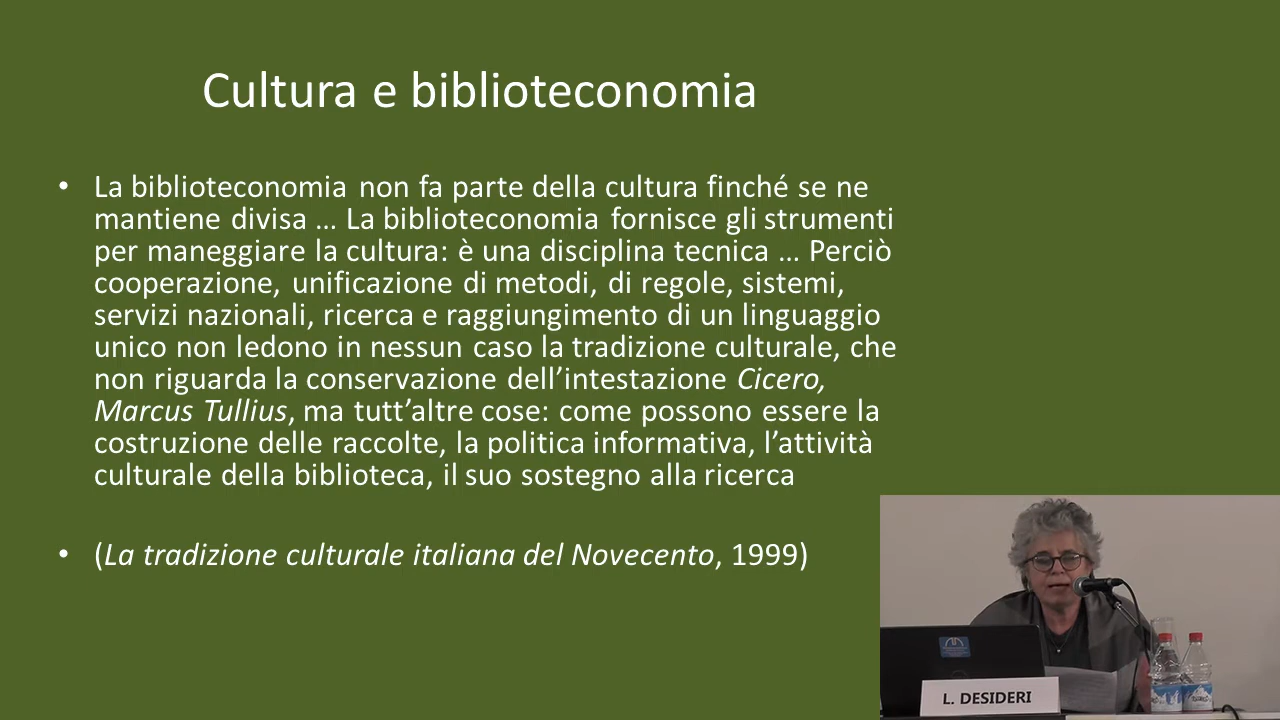 Cultura e biblioteconomia
• La biblioteconomia non fa parte della cultura finché se ne
mantiene divisa … La biblioteconomia fornisce gli strumenti
per maneggiare la cultura: è una disciplina tecnica … Perciò
cooperazione, unificazione di metodi, di regole, sistemi,
servizi nazionali, ricerca e raggiungimento di un linguaggio
unico non ledono in nessun caso la tradizione culturale, che
non riguarda la conservazione dell’intestazione Cicero,
Marcus Tullius, ma tutt’altre cose: come possono essere la
costruzione delle raccolte, la politica informativa, l’attività
culturale della biblioteca, il suo sostegno alla ricerca
• (La tradizione culturale italiana del Novecento, 1999)
L. DESIDERI